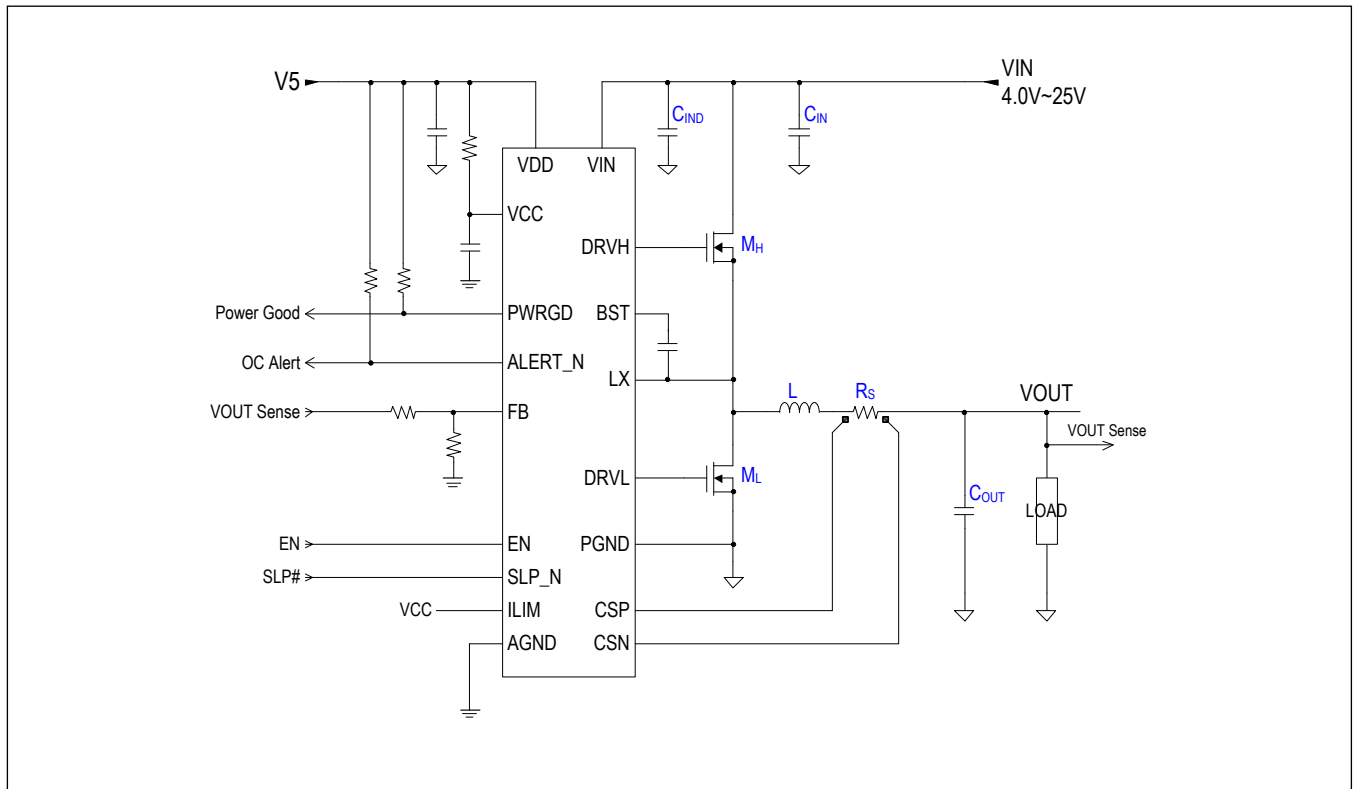 V5
VIN
4.0V~25V
CIND
CIN
VDD
VIN
VCC
DRVH
MH
Power Good
PWRGD
BST
OC Alert
ALERT_N
LX
L
RS
VOUT
VOUT Sense
FB
VOUT Sense
DRVL
ML
COUT
LOAD
EN
EN
PGND
SLP#
SLP_N
VCC
ILIM
CSP
AGND
CSN